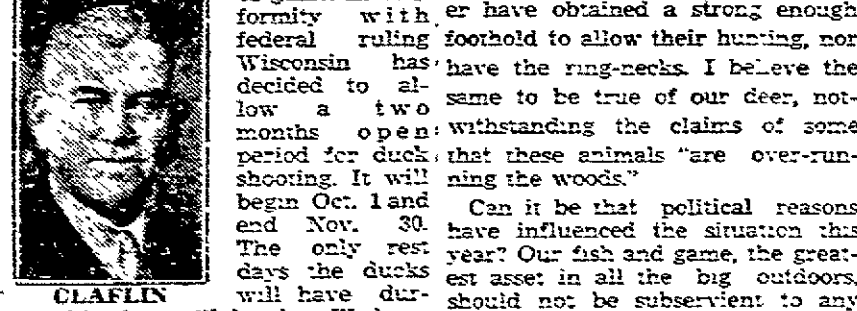 CLAFLIN
formity with
federal ruling
Wisconsin has
decided to al-
low a two
months open
period for duck
shooting. It will
begin Oct. 1 and
end Nov. 30.
The only rest
days the ducks
will have dur-
er have obtained a strong enough
foothold to allow their hunting, nor
have the ring-necks. I believe the
same to be true of our deer, not-
withstanding the claims of some
that these animals "are over-run-
ning the woods."
Can it be that political reasons
have influenced the situation this
year? Our fish and game, the great-
est asset in all the big outdoors,
should not be subservient to any